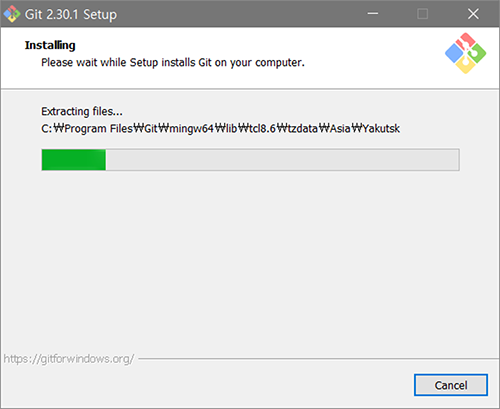 Git 2.30.1 Setup
Installing
Please wait while Setup installs Git on your computer.
Extracting files...
C:₩Program Files₩Git₩mingw64₩lib₩tcl8.6₩tzdata₩Asia₩Yakutsk
https://gitforwindows.org/
Cancel